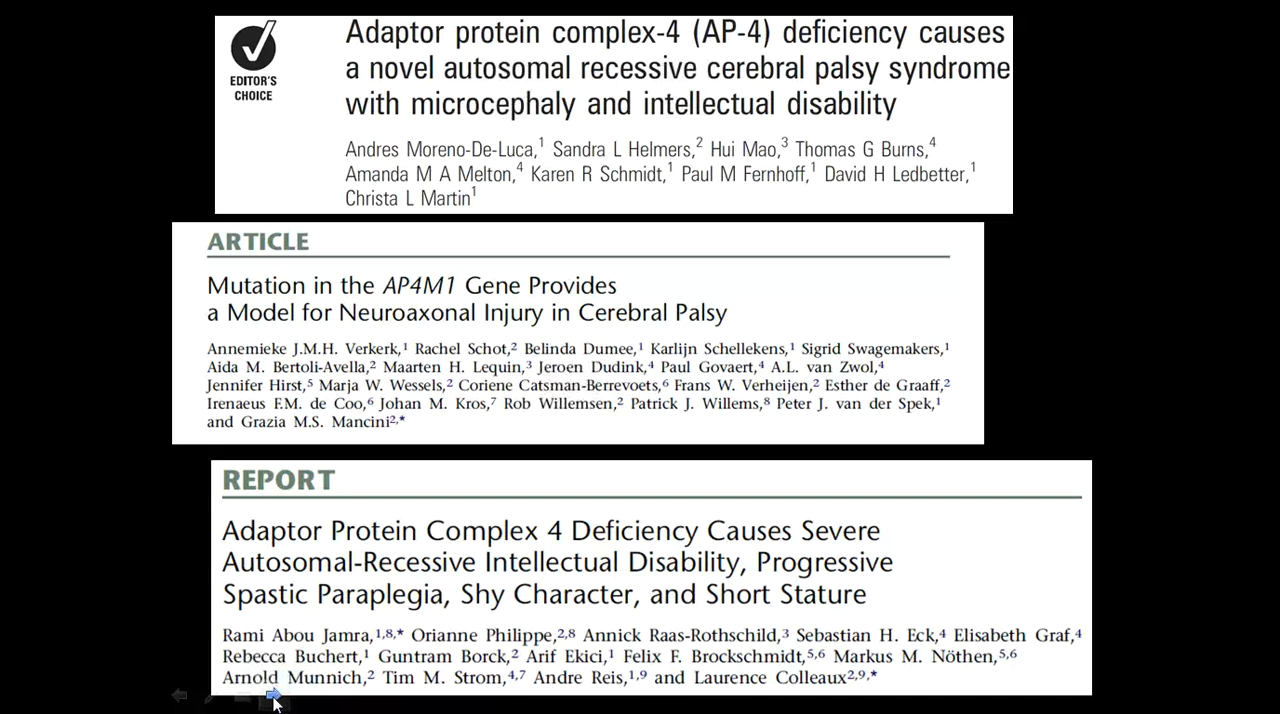 EDITOR'S
CHOICE
Adaptor protein complex-4 (AP-4) deficiency causes
a novel autosomal recessive cerebral palsy syndrome
with microcephaly and intellectual disability
Andres Moreno-De-Luca,1 Sandra L Helmers,2 Hui Mao,3 Thomas G Burns,4
Amanda M A Melton,4 Karen R Schmidt,1 Paul M Fernhoff,1 David H Ledbetter,1
Christa L Martin1
ARTICLE
Mutation in the AP4M1 Gene Provides
a Model for Neuroaxonal Injury in Cerebral Palsy
Annemieke J.M.H. Verkerk,1 Rachel Schot,2 Belinda Dumee,1 Karlijn Schellekens,1 Sigrid Swagemakers,1
Aida M. Bertoli-Avella,2 Maarten H. Lequin,3 Jeroen Dudink,4 Paul Govaert,4 A.L. van Zwol,4
Jennifer Hirst,5 Marja W. Wessels,2 Coriene Catsman-Berrevoets,6 Frans W. Verheijen,2 Esther de Graaff,2
Irenaeus F.M. de Coo,6 Johan M. Kros,7 Rob Willemsen,2 Patrick J. Willems,8 Peter J. van der Spek,1
and Grazia M.S. Mancini2,*
REPORT
Adaptor Protein Complex 4 Deficiency Causes Severe
Autosomal-Recessive Intellectual Disability, Progressive
Spastic Paraplegia, Shy Character, and Short Stature
Rami Abou Jamra,1,8,* Orianne Philippe,2,8 Annick Raas-Rothschild,3 Sebastian H. Eck,4 Elisabeth Graf,4
Rebecca Buchert,1 Guntram Borck,2 Arif Ekici,1 Felix F. Brockschmidt,5,6 Markus M. Nöthen,5,6
Arnold Munnich,2 Tim M. Strom,4,7 Andre Reis,1,9 and Laurence Colleaux2,9,*